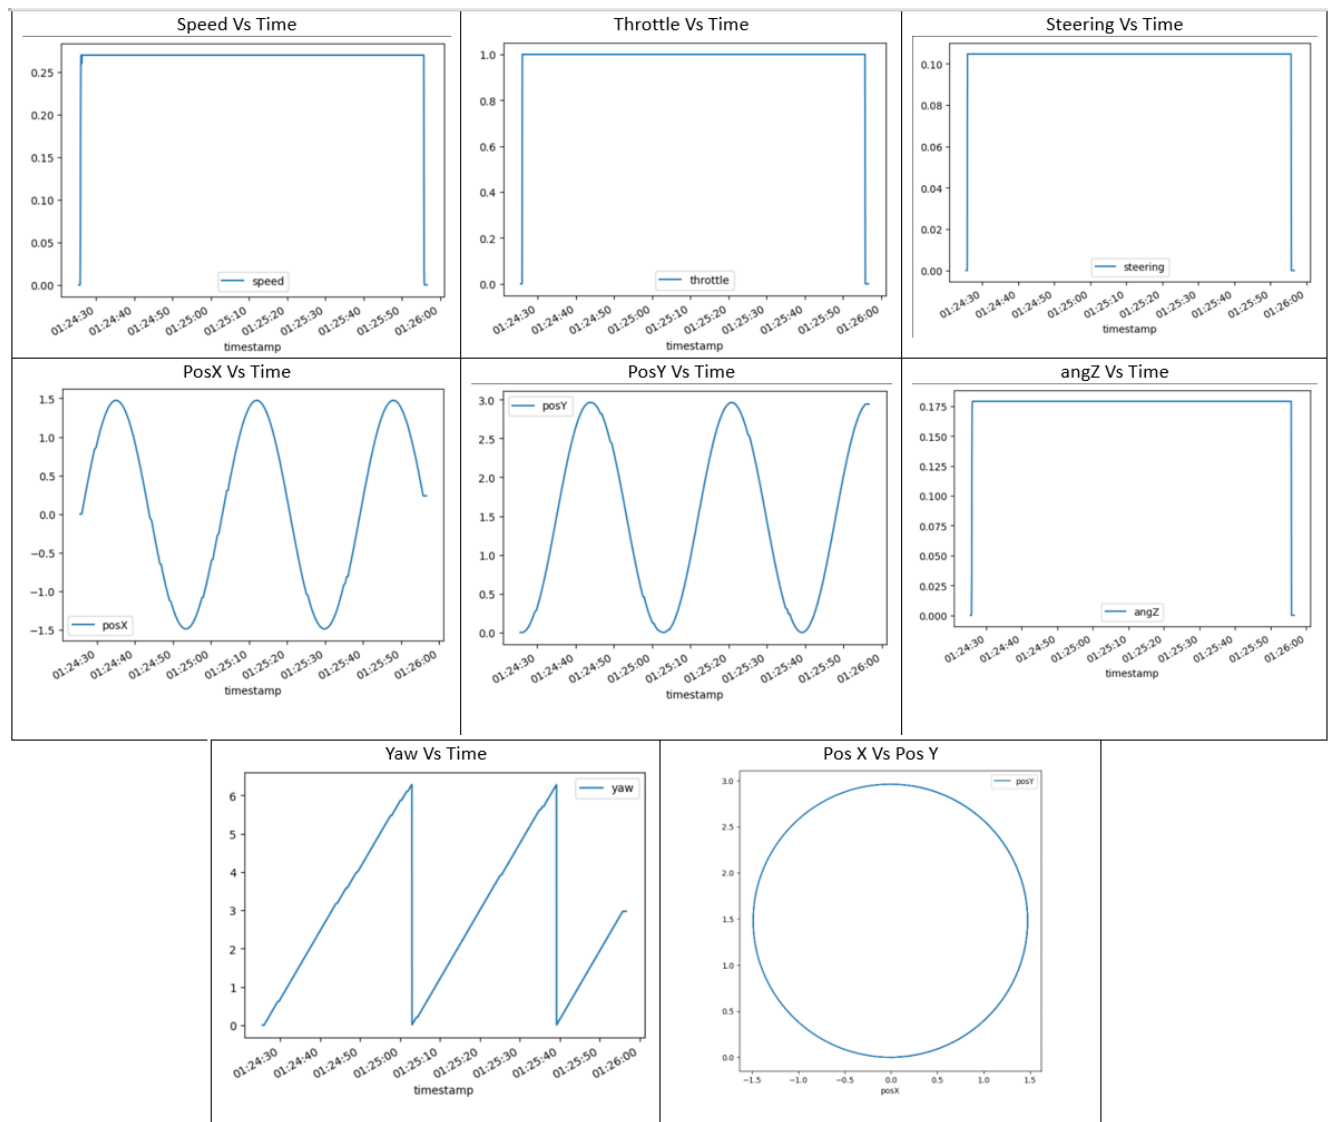 Speed Vs Time
Throttle Vs Time
Steering Vs Time
0.25
0.20
0.15
0.10
0.05
0.00
speed
01:24:30 01:24:40 01:24:50 01:25:00 01:25:10 01:25:20 01:25:30 01:25:40 01:25:50 01:26:00
timestamp
1.0
0.8
0.6
0.4
0.2
0.0
throttle
01:24:30 01:24:40 01:24:50 01:25:00 01:25:10 01:25:20 01:25:30 01:25:40 01:25:50 01:26:00
timestamp
0.10
0.08
0.06
0.04
0.02
0.00
steering
01:24:30 01:24:40 01:24:50 01:25:00 01:25:10 01:25:20 01:25:30 01:25:40 01:25:50 01:26:00
timestamp
PosX Vs Time
PosY Vs Time
angZ Vs Time
1.5
1.0
0.5
0.0
−0.5
−1.0
−1.5
posX
01:24:30 01:24:40 01:24:50 01:25:00 01:25:10 01:25:20 01:25:30 01:25:40 01:25:50 01:26:00
timestamp
3.0
posY
2.5
2.0
1.5
1.0
0.5
0.0
01:24:30 01:24:40 01:24:50 01:25:00 01:25:10 01:25:20 01:25:30 01:25:40 01:25:50 01:26:00
timestamp
0.175
0.150
0.125
0.100
0.075
0.050
0.025
0.000
angZ
01:24:30 01:24:40 01:24:50 01:25:00 01:25:10 01:25:20 01:25:30 01:25:40 01:25:50 01:26:00
timestamp
Yaw Vs Time
Pos X Vs Pos Y
yaw
6
5
4
3
2
1
0
01:24:30 01:24:40 01:24:50 01:25:00 01:25:10 01:25:20 01:25:30 01:25:40 01:25:50 01:26:00
timestamp
3.0
posY
2.5
2.0
1.5
1.0
0.5
0.0
−1.5 −1.0 −0.5 0.0 0.5 1.0 1.5
posX